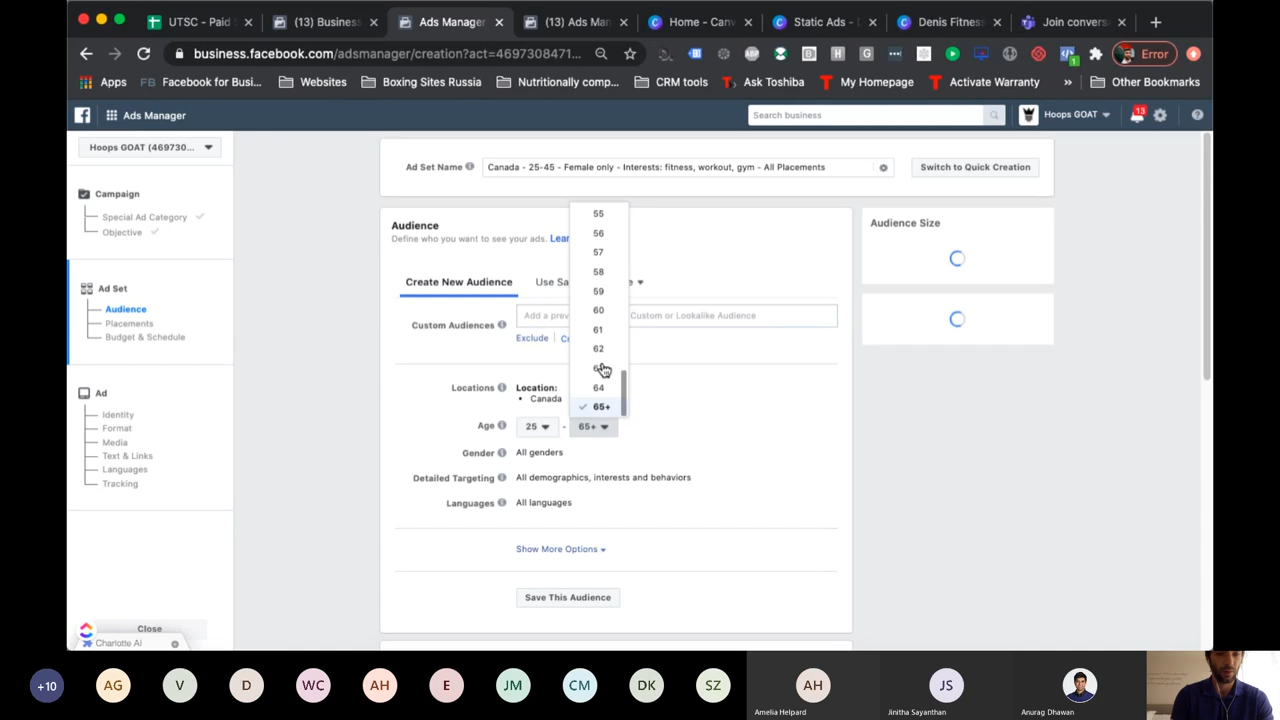 UTSC - Paid S
(13) Business
Ads Manager
(13) Ads Man
Home - Canv
Static Ads - D
Denis Fitness
Join convers
business.facebook.com/adsmanager/creation?act=4697308471...
Error
Apps
Facebook for Busi...
Websites
Boxing Sites Russia
Nutritionally comp...
CRM tools
Ask Toshiba
My Homepage
Activate Warranty
»
Other Bookmarks
Ads Manager
Search business
Hoops GOAT
13
Hoops GOAT (469730...
Campaign
Special Ad Category
Objective
Ad Set
Audience
Placements
Budget & Schedule
Ad
Identity
Format
Media
Text & Links
Languages
Tracking
Close
Charlotte AI
Ad Set Name
Canada - 25-45 - Female only - Interests: fitness, workout, gym - All Placements
Switch to Quick Creation
Audience
Define who you want to see your ads.
Create New Audience
Custom Audiences
Custom or Lookalike Audience
Exclude
Locations
Location:
• Canada
Age
25
-
65+
55
56
57
58
59
60
61
62
64
65+
Gender
All genders
Detailed Targeting
All demographics, interests and behaviors
Languages
All languages
Show More Options
Save This Audience
Audience Size
+10
AG
V
D
WC
AH
E
JM
CM
DK
SZ
AH
JS
Amelia Helpard
Jinitha Sayanthan
Anurag Dhawan